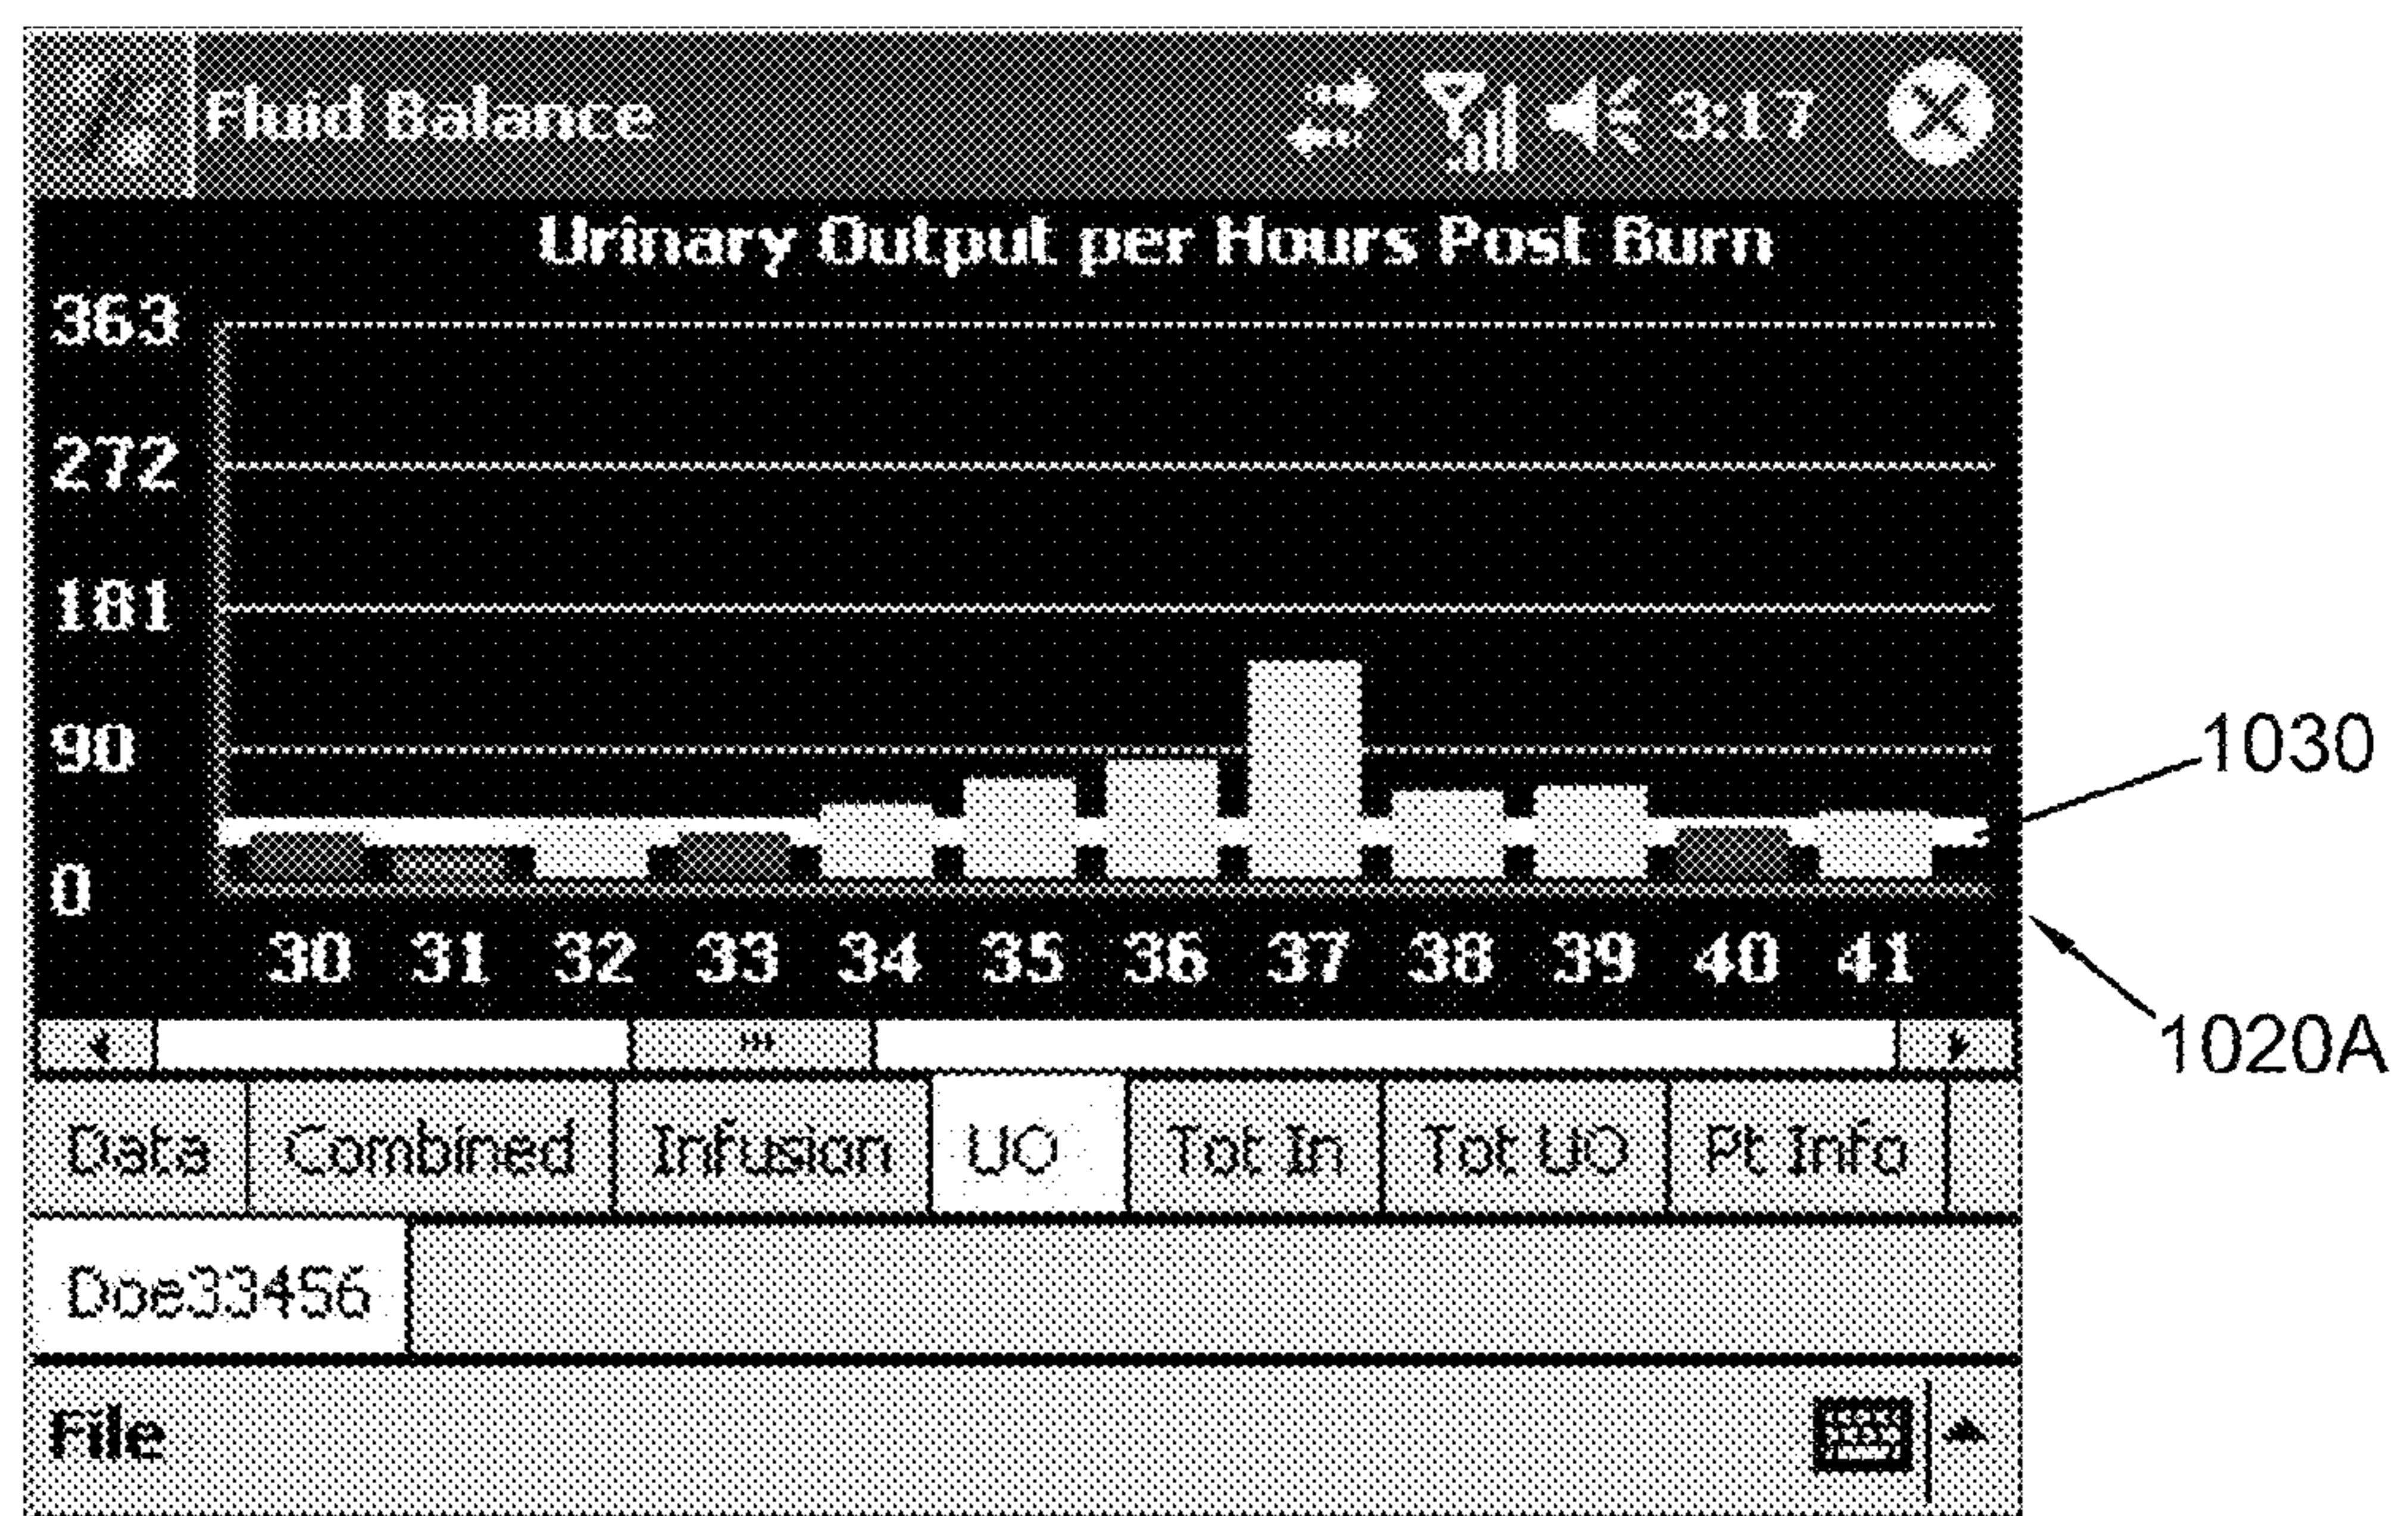 Fluid Balance 3:17
Urinary Output per Hours Post Burn
363
272
181
90
0
30 31 32 33 34 35 36 37 38 39 40 41
1030
1020A
Data Combined Infusion UO Tot In Tot UO Pt Info
Doe33456
File